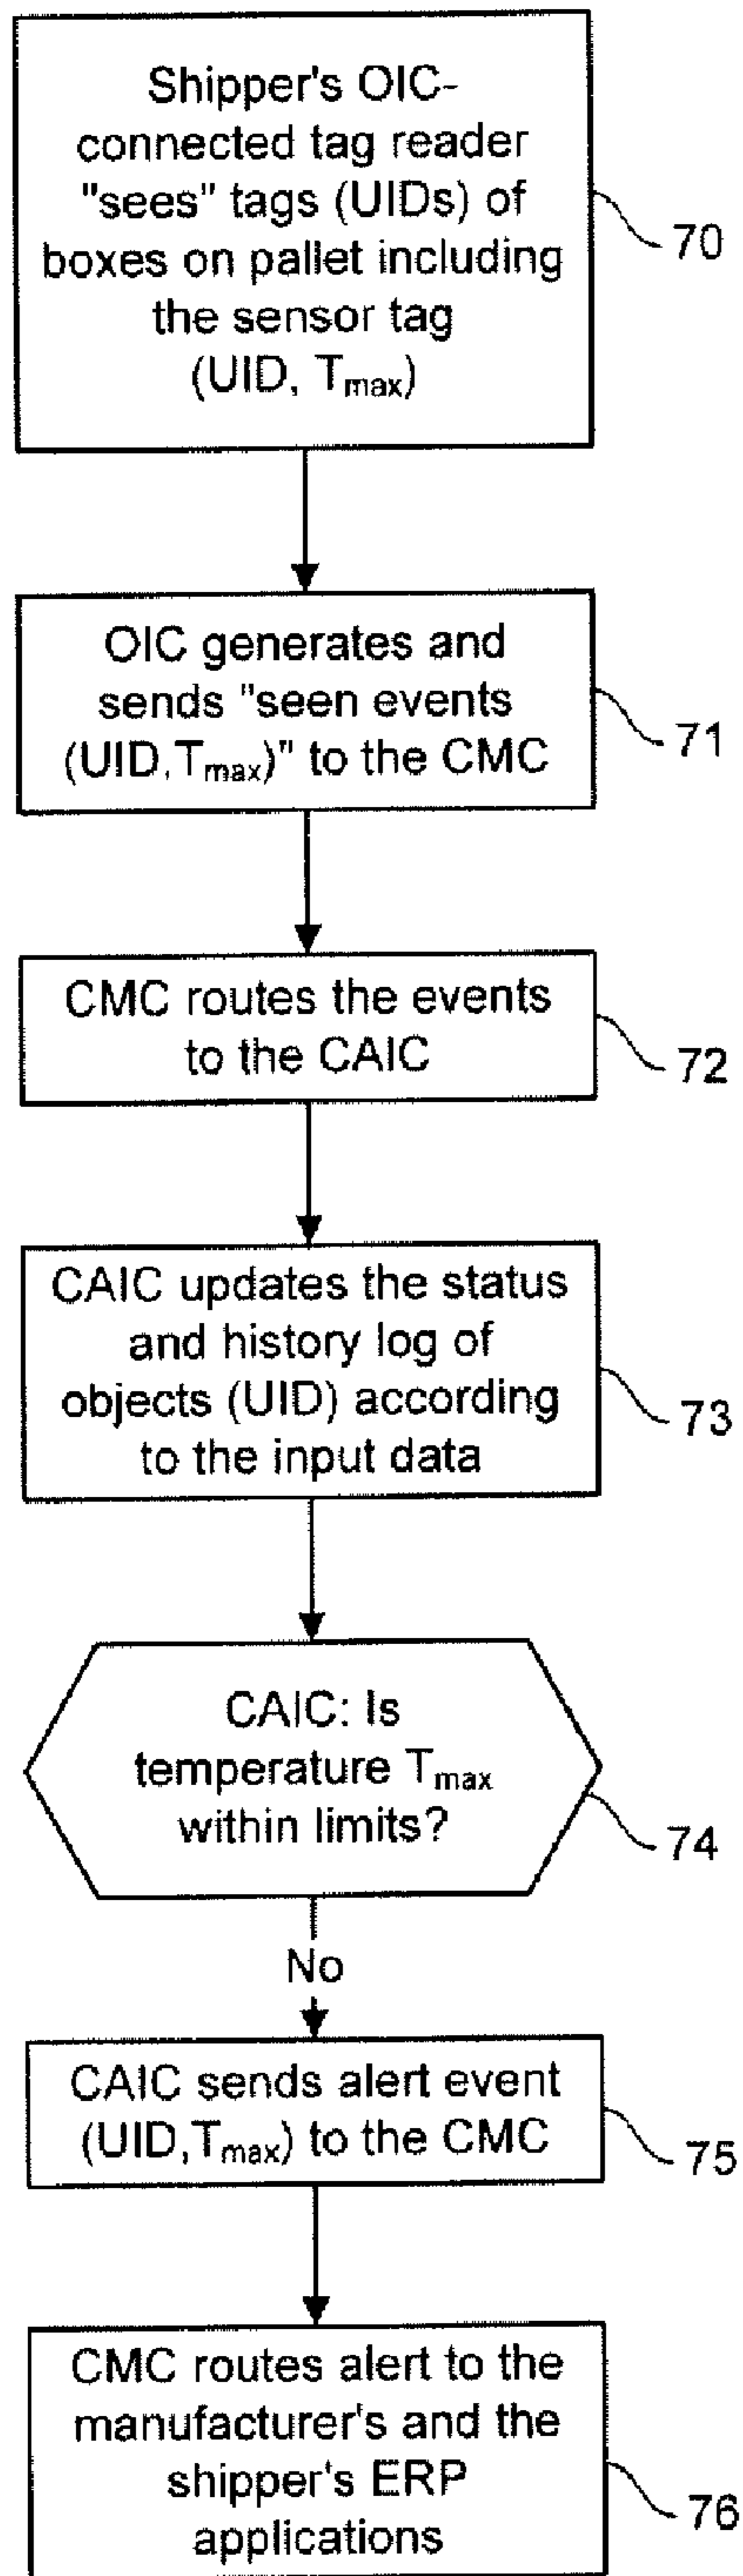 Shipper's OIC-
connected tag reader
"sees" tags (UIDs) of
boxes on pallet including
the sensor tag
(UID, Tmax)
70
OIC generates and
sends "seen events
(UID,Tmax)" to the CMC
71
CMC routes the events
to the CAIC
72
CAIC updates the status
and history log of
objects (UID) according
to the input data
73
CAIC: Is
temperature Tmax
within limits?
74
No
CAIC sends alert event
(UID,Tmax) to the CMC
75
CMC routes alert to the
manufacturer's and the
shipper's ERP
applications
76